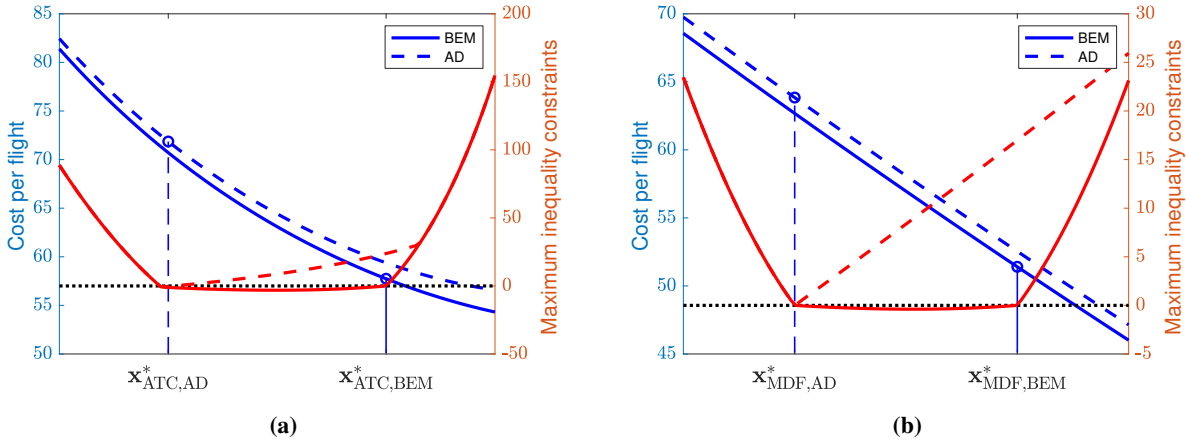 85
80
75
70
65
60
55
50
Cost per flight
200
150
100
50
0
-50
Maximum inequality constraints
BEM
AD
x*ATC,AD
x*ATC,BEM
(a)
70
65
60
55
50
45
Cost per flight
30
25
20
15
10
5
0
-5
Maximum inequality constraints
BEM
AD
x*MDF,AD
x*MDF,BEM
(b)